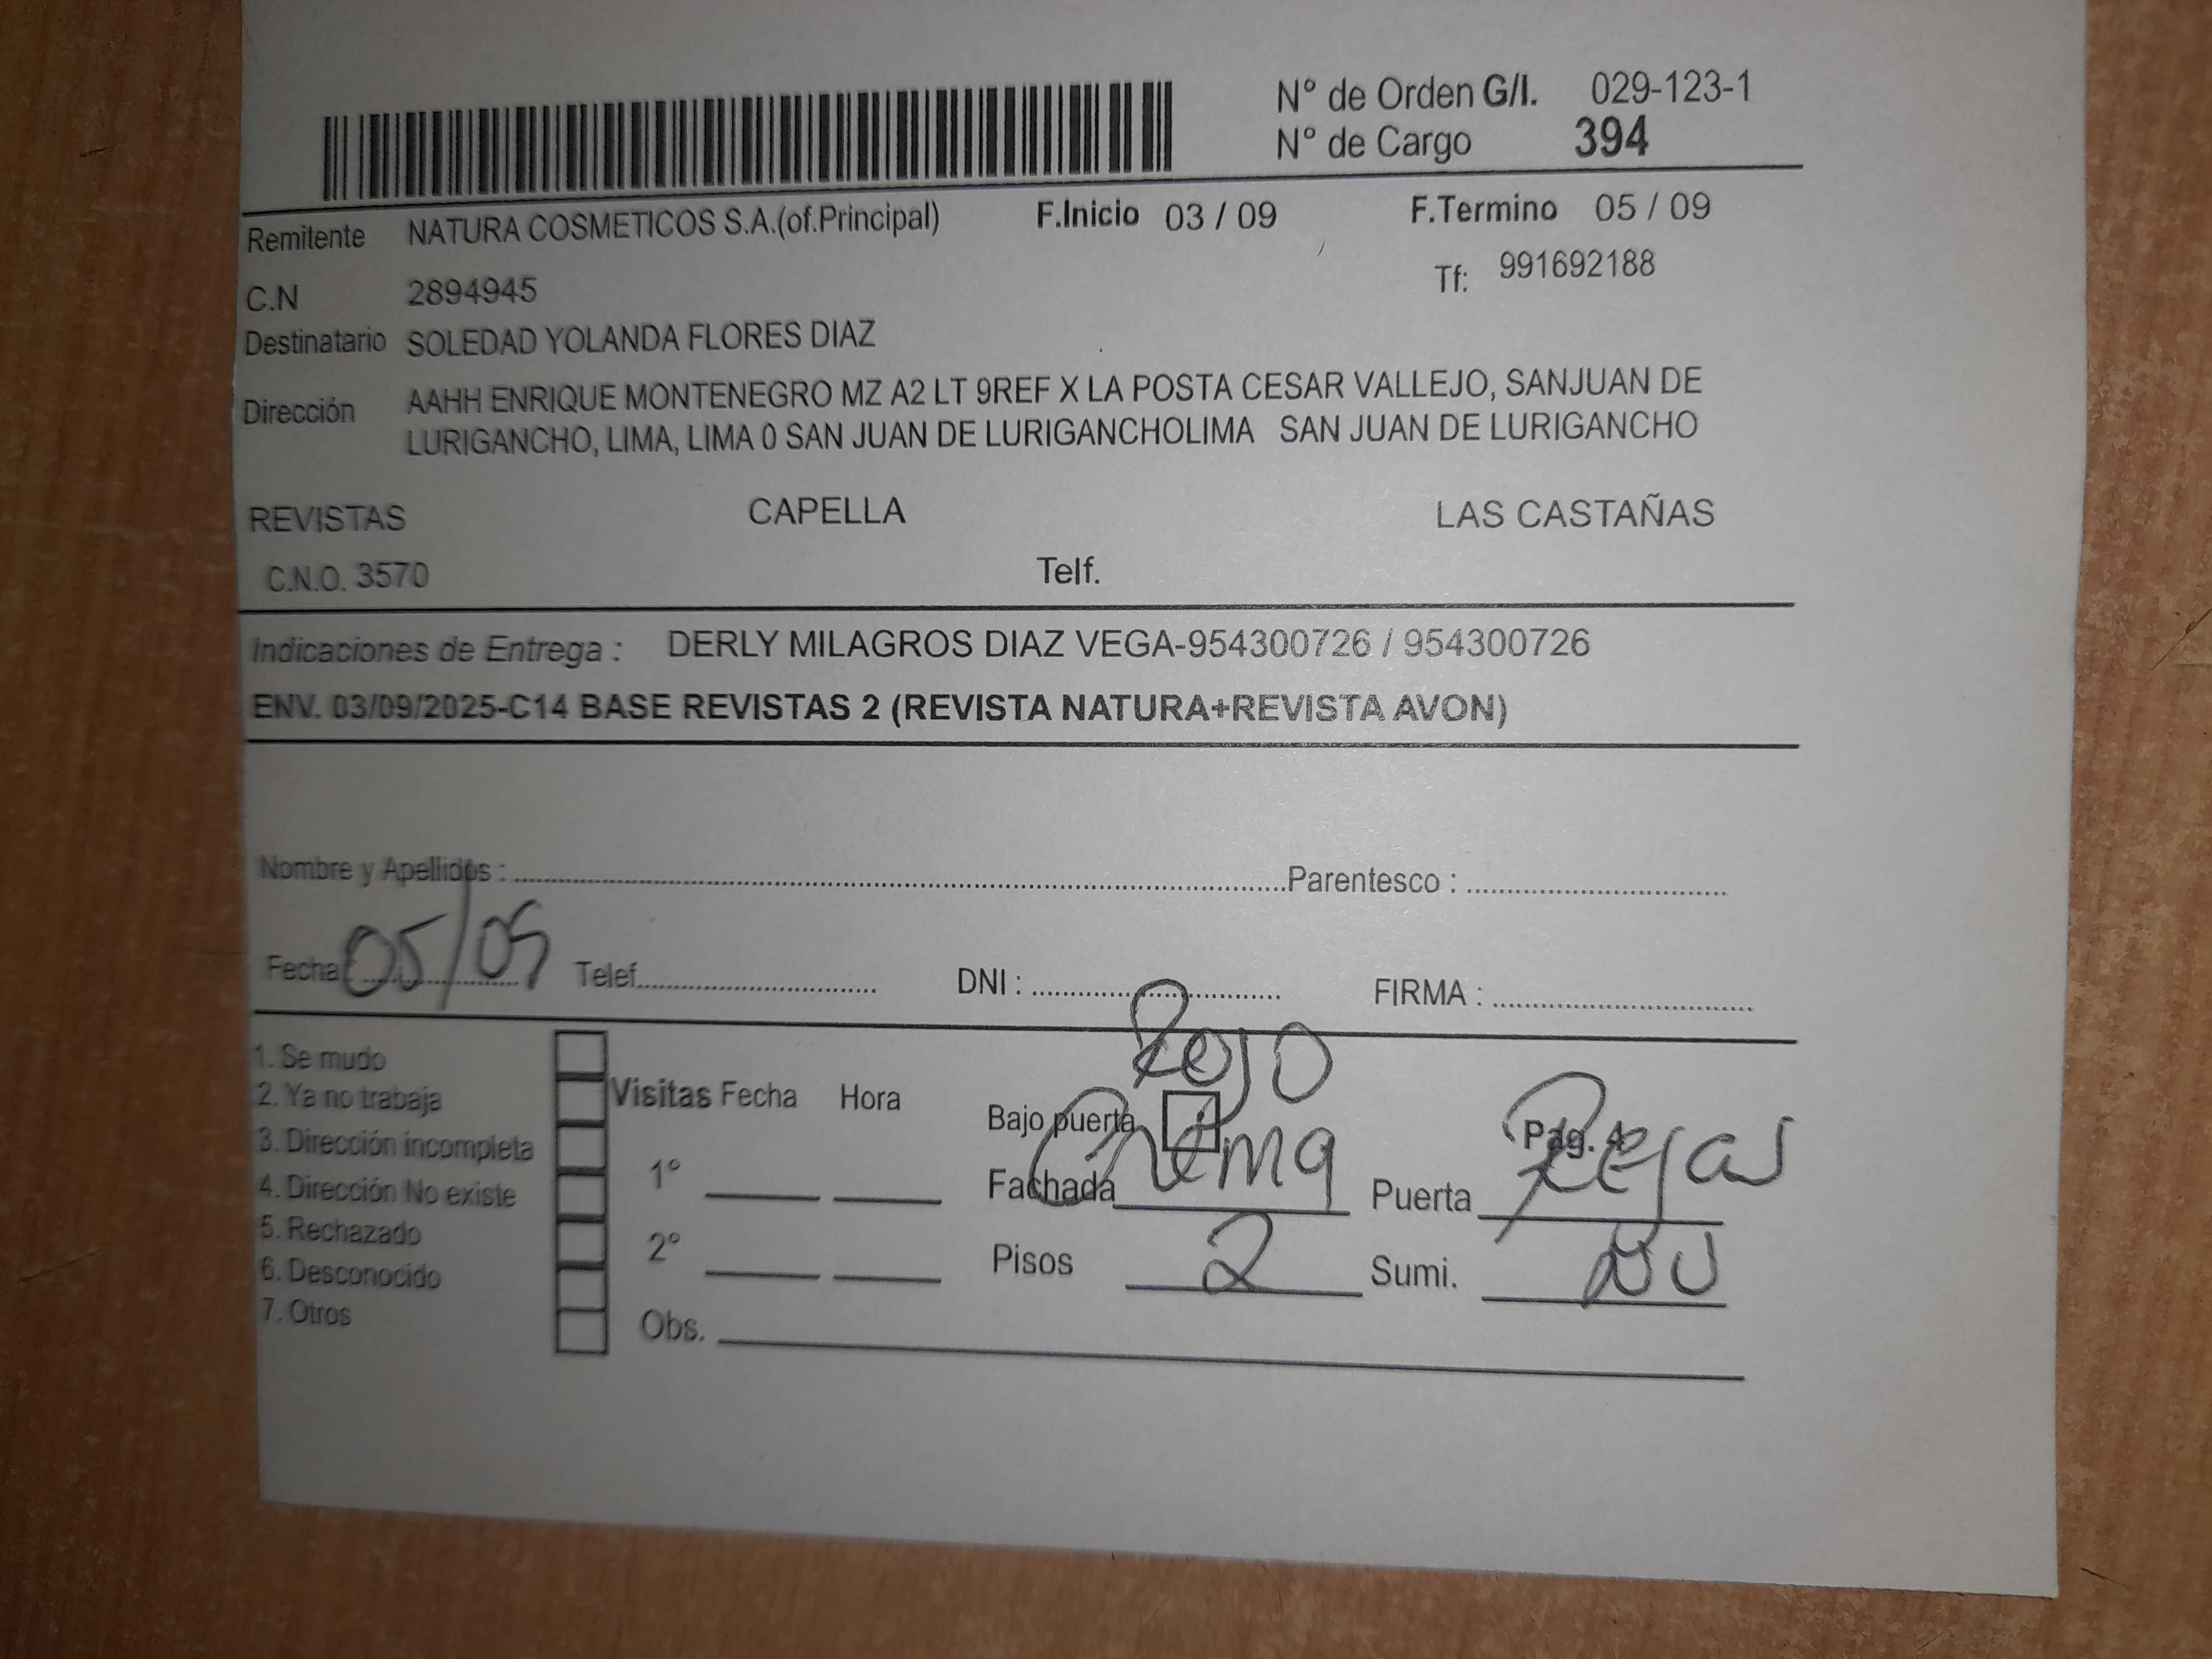 Nº de Orden G/I. 029-123-1
Nº de Cargo 394
Remitente NATURA COSMETICOS S.A.(of.Principal) F.Inicio 03 / 09 F.Termino 05 / 09
C.N 2894945 Tf: 991692188
Destinatario SOLEDAD YOLANDA FLORES DIAZ
Dirección AAHH ENRIQUE MONTENEGRO MZ A2 LT 9REF X LA POSTA CESAR VALLEJO, SANJUAN DE
LURIGANCHO, LIMA, LIMA 0 SAN JUAN DE LURIGANCHOLIMA SAN JUAN DE LURIGANCHO
REVISTAS CAPELLA LAS CASTAÑAS
C.N.O. 3570 Telf.
Indicaciones de Entrega : DERLY MILAGROS DIAZ VEGA-954300726 / 954300726
ENV. 03/09/2025-C14 BASE REVISTAS 2 (REVISTA NATURA+REVISTA AVON)
Nombre y Apellidos : Parentesco :
Fecha 05/09 Telef. DNI : FIRMA :
Rojo
1. Se mudo
2. Ya no trabaja
3. Dirección incompleta
4. Dirección No existe
5. Rechazado
6. Desconocido
7. Otros
Visitas Fecha Hora
1º
2º
Obs.
Bajo puerta Pag. 4
Fachada Crema Puerta Rejas
Pisos 2 Sumi.